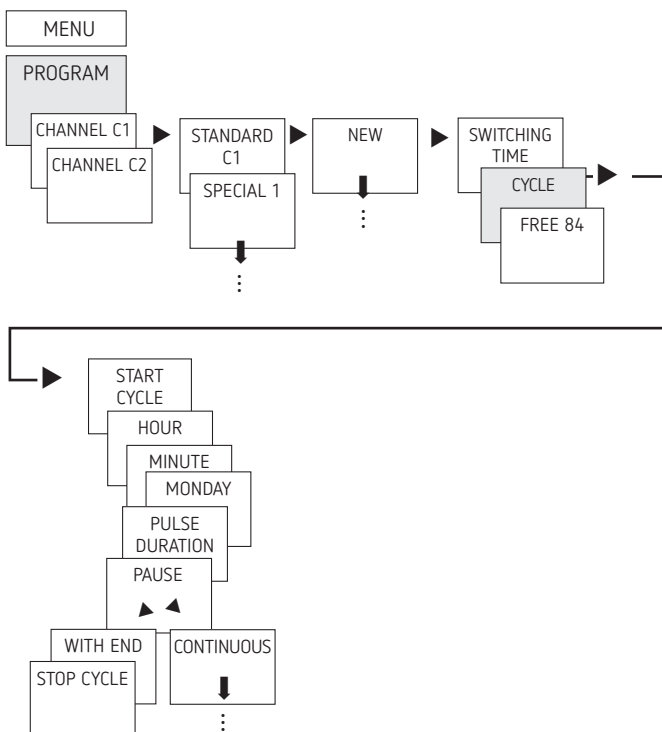 MENU
PROGRAM
CHANNEL C1
CHANNEL C2
STANDARD
C1
SPECIAL 1
NEW
SWITCHING
TIME
CYCLE
FREE 84
START
CYCLE
HOUR
MINUTE
MONDAY
PULSE
DURATION
PAUSE
WITH END
CONTINUOUS
STOP CYCLE